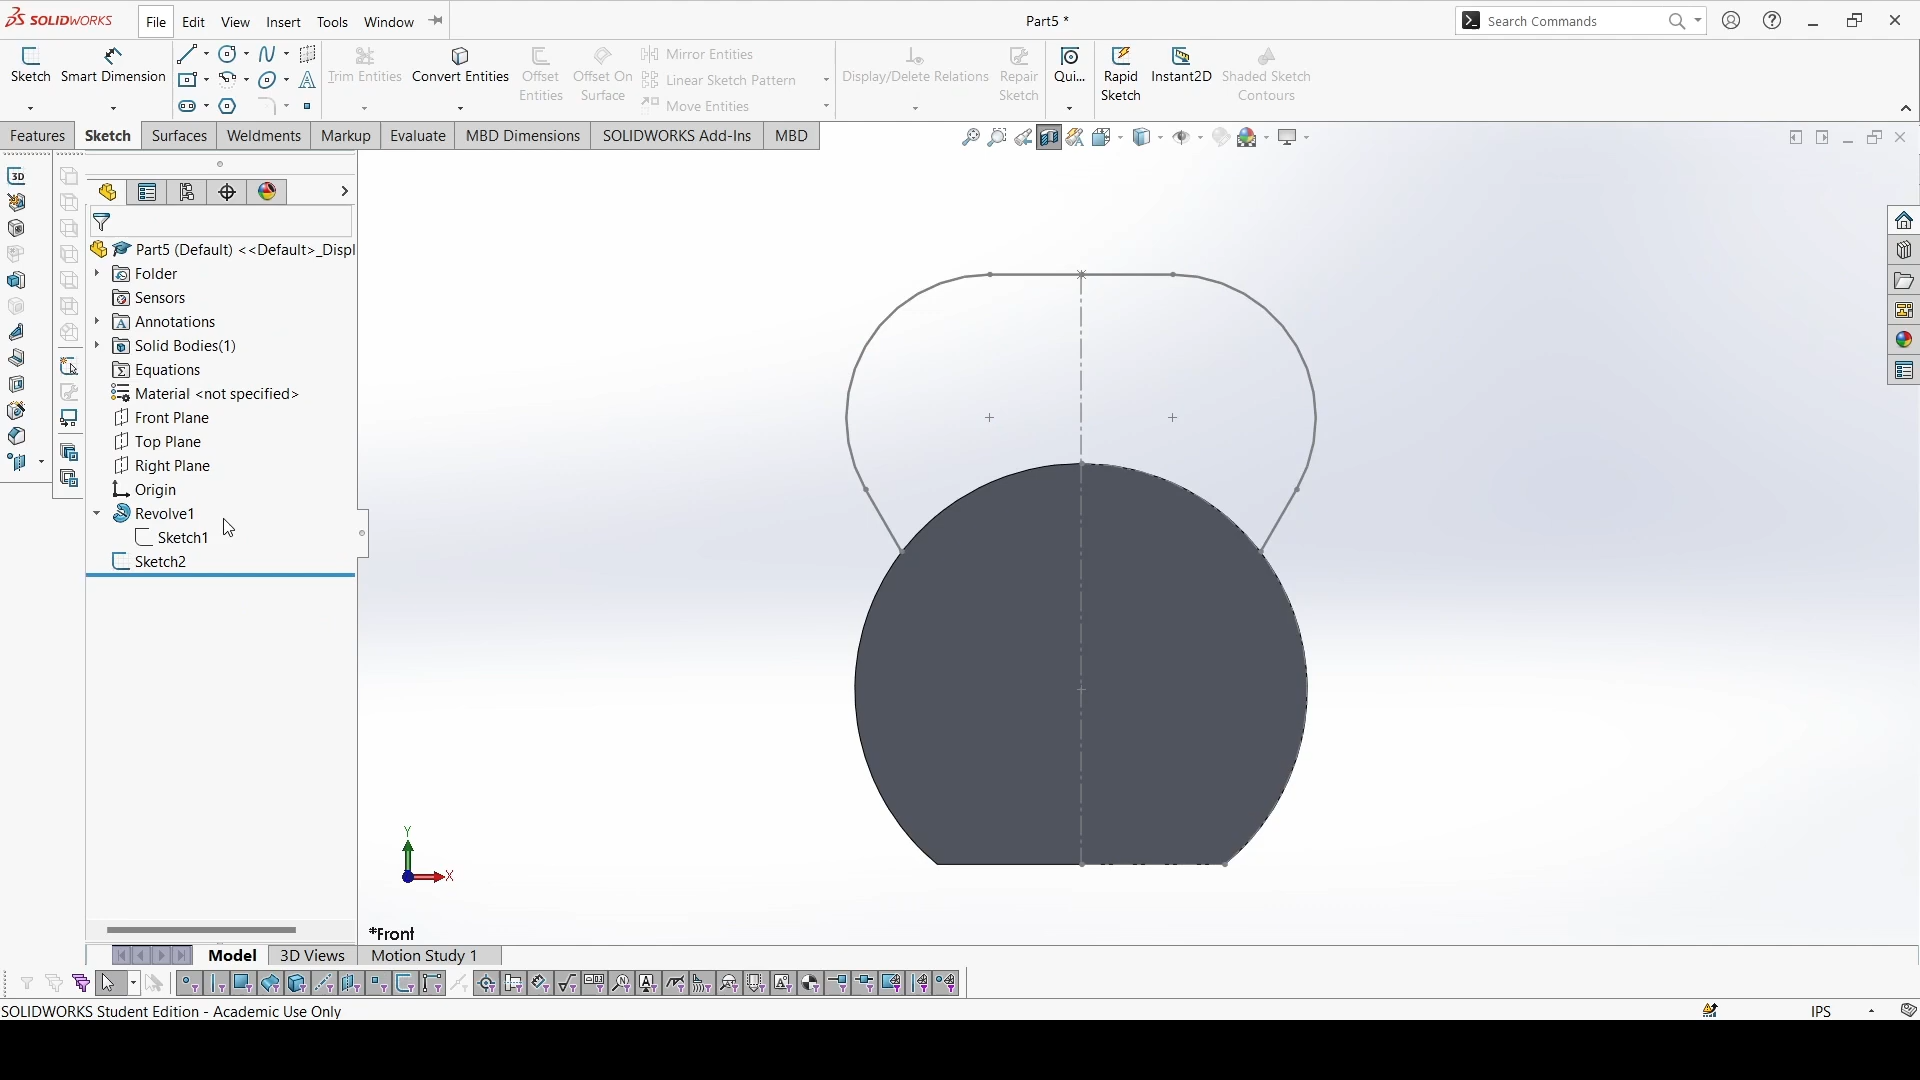 SOLIDWORKS File Edit View Insert Tools Window Part5 * Search Commands
Sketch Smart Dimension Trim Entities Convert Entities Offset Entities Offset On Surface Mirror Entities Linear Sketch Pattern Move Entities Display/Delete Relations Repair Sketch Qui... Rapid Sketch Instant2D Shaded Sketch Contours
Features Sketch Surfaces Weldments Markup Evaluate MBD Dimensions SOLIDWORKS Add-Ins MBD
3D
Part5 (Default) <<Default>_Displ
Folder
Sensors
Annotations
Solid Bodies(1)
Equations
Material <not specified>
Front Plane
Top Plane
Right Plane
Origin
Revolve1
Sketch1
Sketch2
Y
X
*Front
Model 3D Views Motion Study 1
SOLIDWORKS Student Edition - Academic Use Only IPS